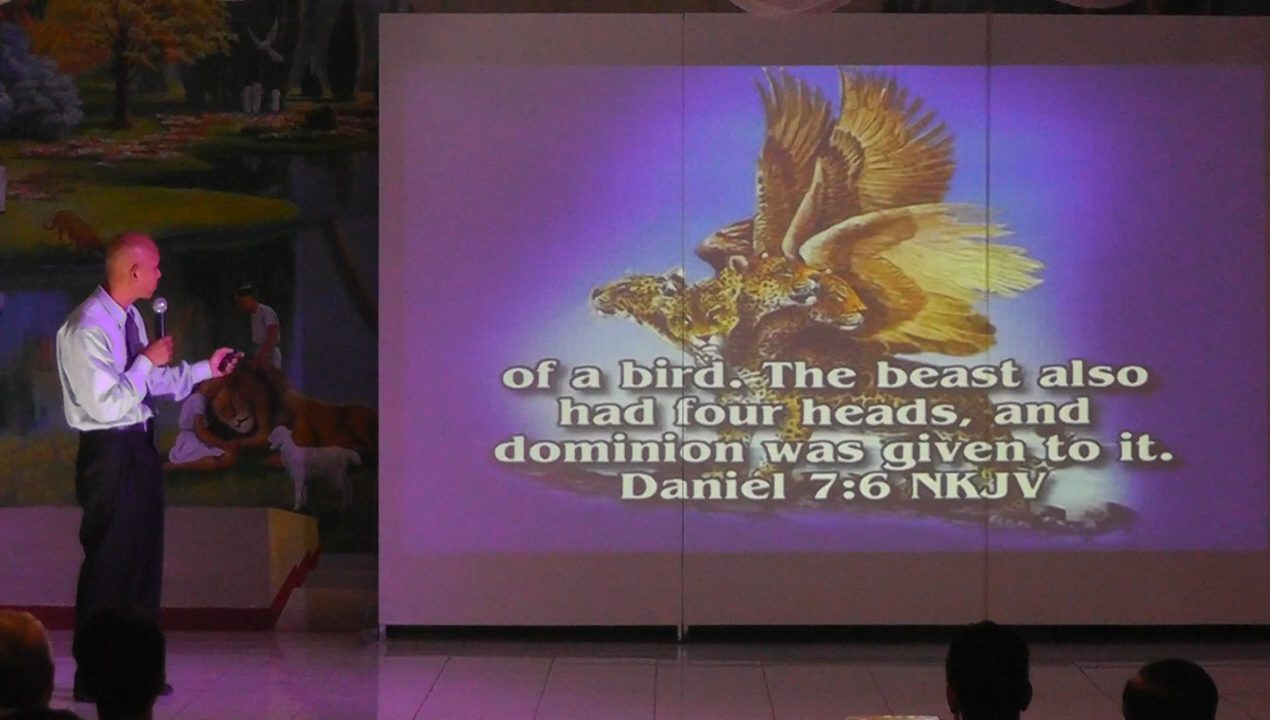 of a bird. The beast also
had four heads, and
dominion was given to it.
Daniel 7:6 NKJV